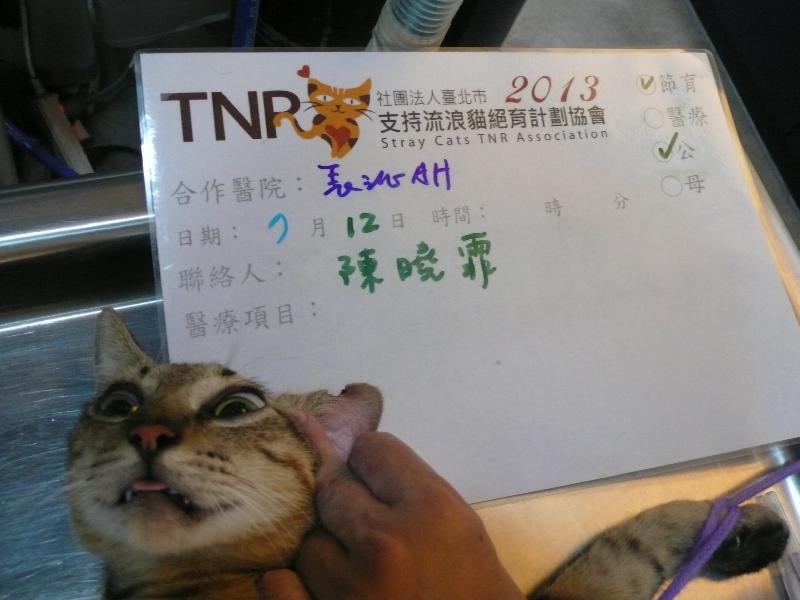 TNR 社團法人臺北市 2013
支持流浪貓絕育計劃協會
Stray Cats TNR Association
✓節育
○醫療
✓公
○母
合作醫院： AH
日期： 7 月 12 日 時間： 時 分
聯絡人： 陳曉霏
醫療項目：